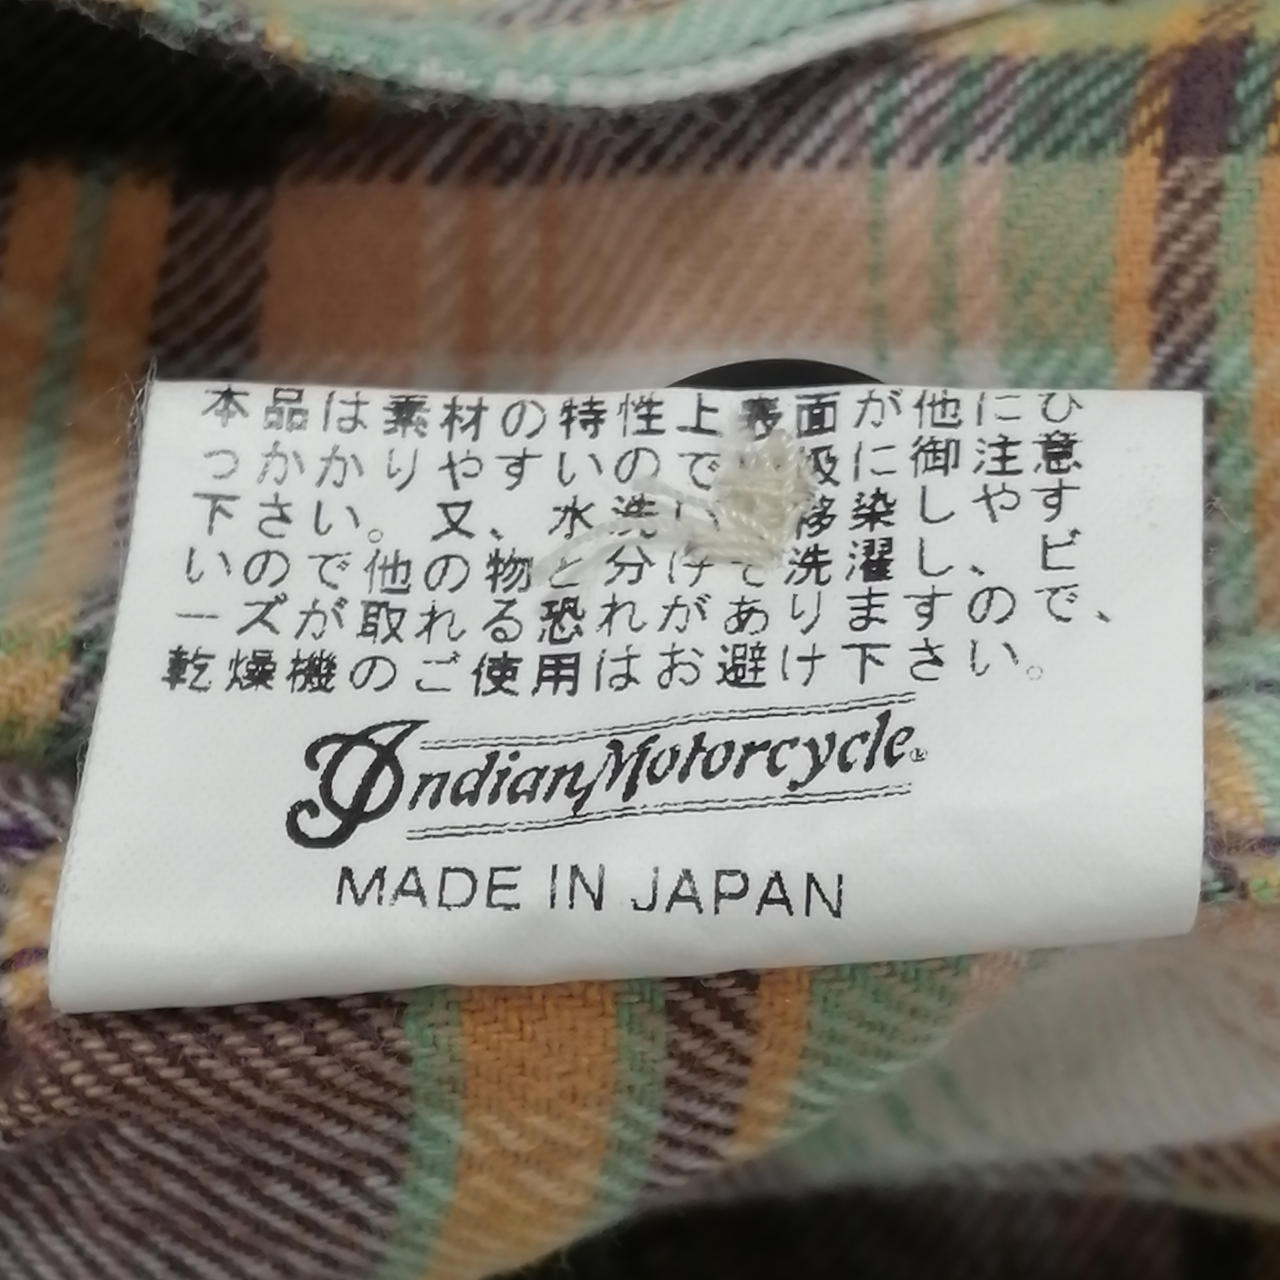 本品は素材の特性上表面が他にひ
っかかりやすいので 扱に御注意
下さい。又、水洗い 移染しやす
いので他の物と分けて洗濯し、ビ
ーズが取れる恐れがありますので、
乾燥機のご使用はお避け下さい。
Indian Motorcycle®
MADE IN JAPAN